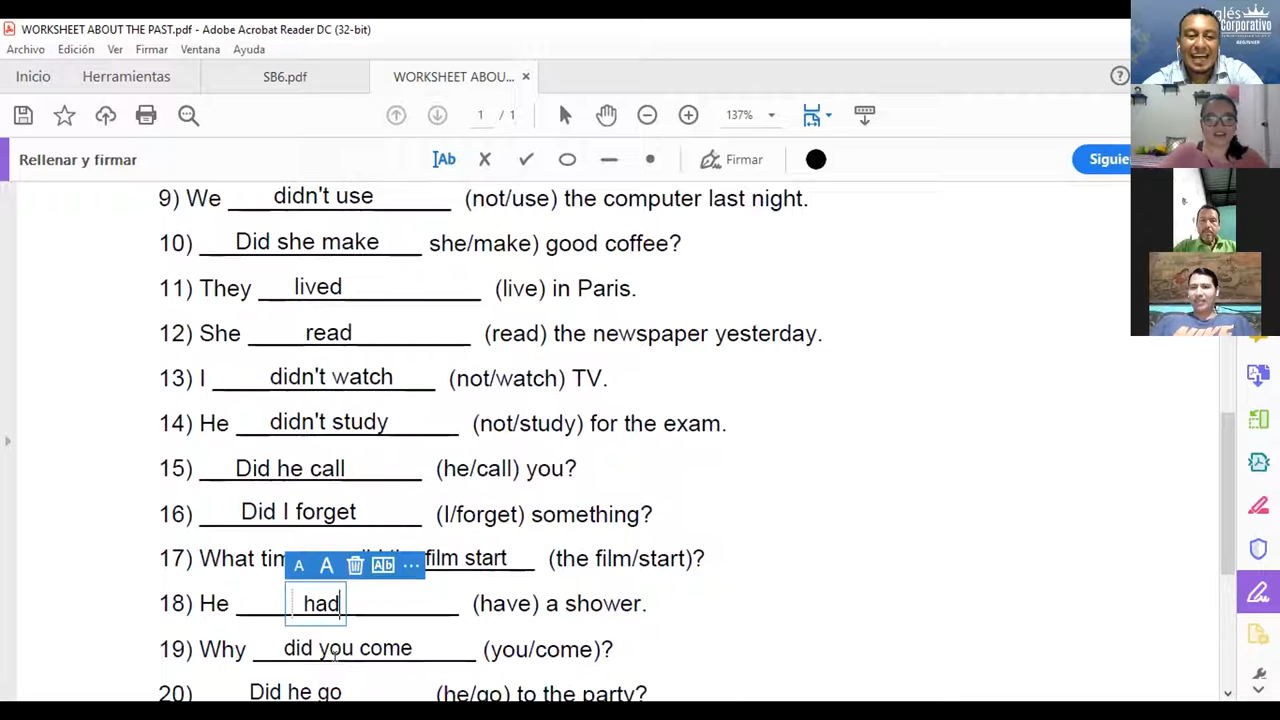 WORKSHEET ABOUT THE PAST.pdf - Adobe Acrobat Reader DC (32-bit)
Archivo Edición Ver Firmar Ventana Ayuda
Inicio Herramientas SB6.pdf WORKSHEET ABOU... ×
1 / 1 137%
Rellenar y firmar Ab Firmar Siguie
glés
Corporativo
BEGINNER
9) We didn't use (not/use) the computer last night.
10) Did she make she/make) good coffee?
11) They lived (live) in Paris.
12) She read (read) the newspaper yesterday.
13) I didn't watch (not/watch) TV.
14) He didn't study (not/study) for the exam.
15) Did he call (he/call) you?
16) Did I forget (I/forget) something?
A A Ab ...
17) What tim film start (the film/start)?
18) He had (have) a shower.
19) Why did you come (you/come)?
20) Did he go (he/go) to the party?